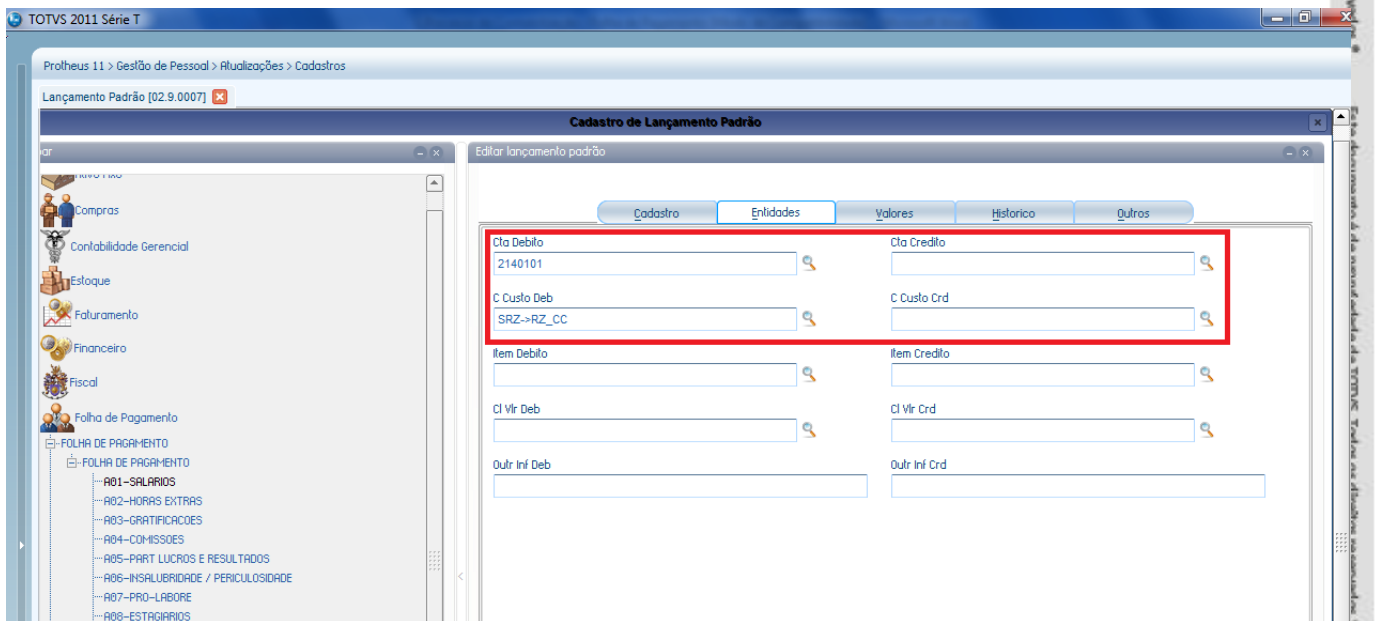 TOTVS 2011 Série T
Protheus 11 > Gestão de Pessoal > Atualizações > Cadastros
Lançamento Padrão [02.9.0007]
Cadastro de Lançamento Padrão
Editar lançamento padrão
Compras
Contabilidade Gerencial
Estoque
Faturamento
Financeiro
Fiscal
Folha de Pagamento
FOLHA DE PAGAMENTO
FOLHA DE PAGAMENTO
A01-SALARIOS
A02-HORAS EXTRAS
A03-GRATIFICACOES
A04-COMISSOES
A05-PART LUCROS E RESULTADOS
A06-INSALUBRIDADE / PERICULOSIDADE
A07-PRO-LABORE
A08-ESTAGIARIOS
Cadastro Entidades Valores Historico Outros
Cta Debito Cta Credito
2140101
C Custo Deb C Custo Crd
SRZ->RZ_CC
Item Debito Item Credito
Cl Vlr Deb Cl Vlr Crd
Outr Inf Deb Outr Inf Crd